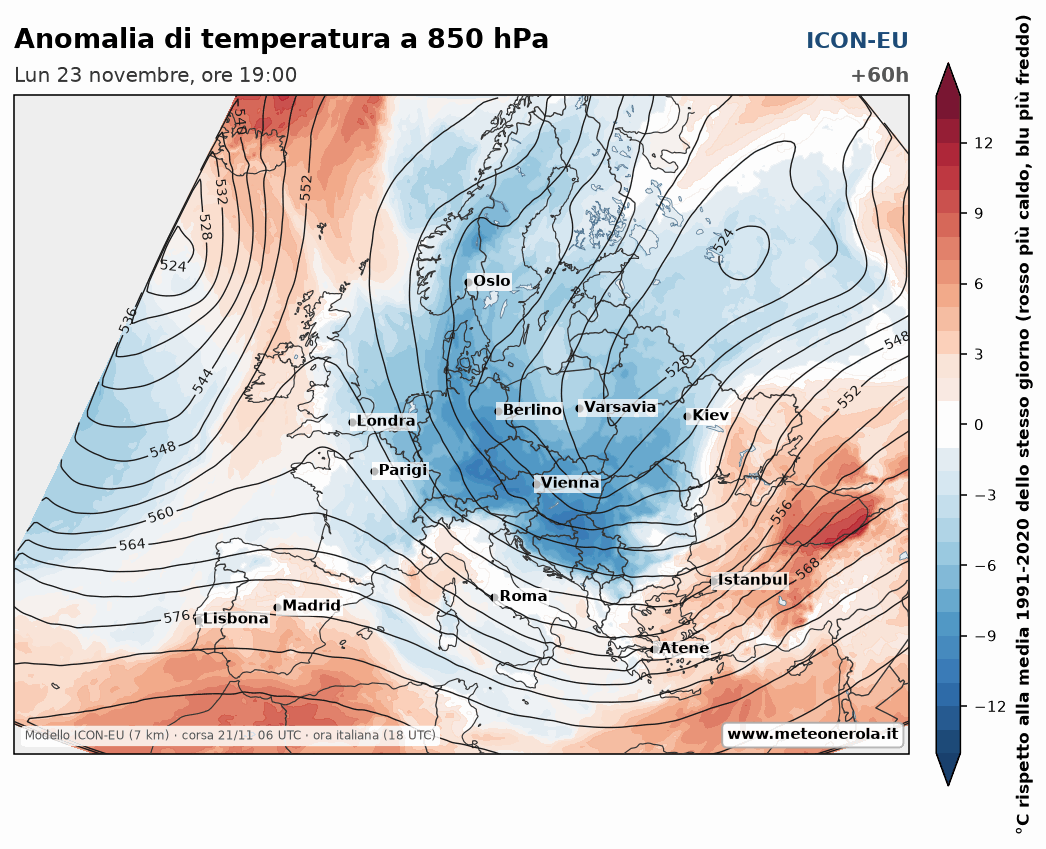 Anomalia di temperatura a 850 hPa
ICON-EU
Lun 23 novembre, ore 19:00
+60h
540
532
552
528
524
524
536
544
548
528
548
552
548
556
560
564
568
576
Oslo
Berlino
Varsavia
Kiev
Londra
Parigi
Vienna
Istanbul
Roma
Madrid
Lisbona
Atene
Modello ICON-EU (7 km) · corsa 21/11 06 UTC · ora italiana (18 UTC)
www.meteonerola.it
12
9
6
3
0
−3
−6
−9
−12
°C rispetto alla media 1991-2020 dello stesso giorno (rosso più caldo, blu più freddo)